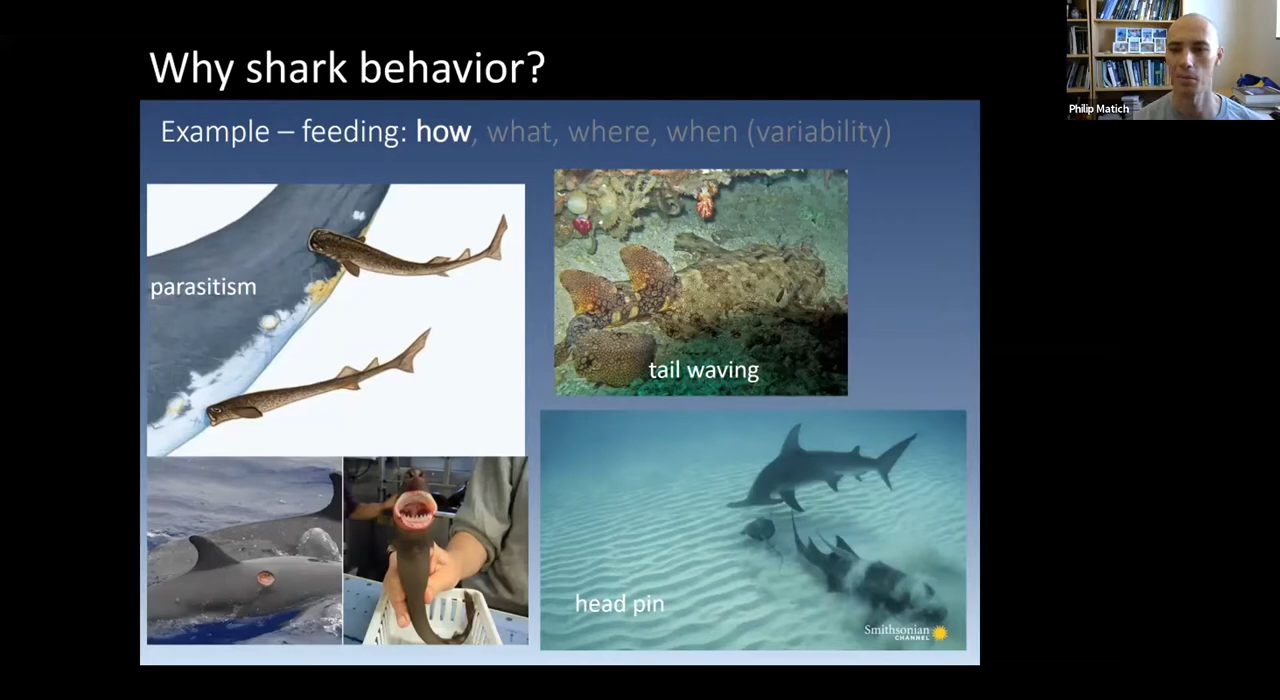 Why shark behavior?
Example – feeding: how, what, where, when (variability)
parasitism
tail waving
head pin
Smithsonian
CHANNEL
Philip Matich